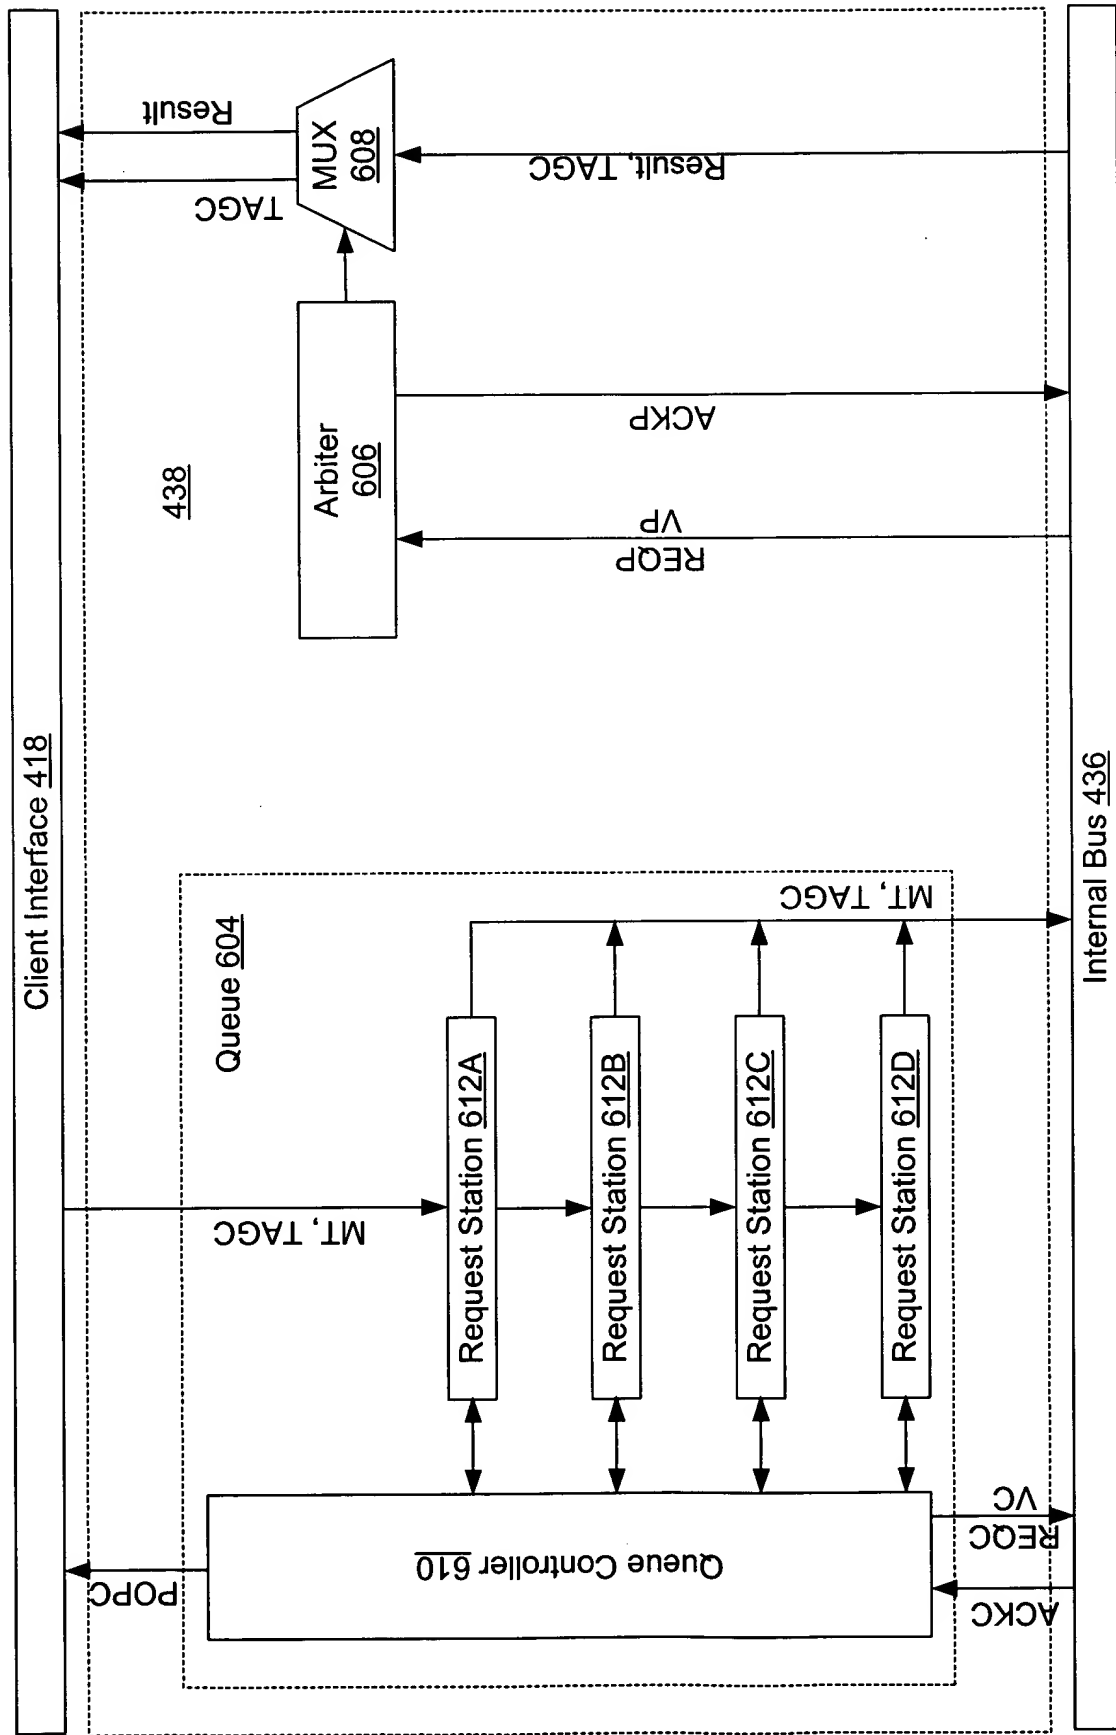 Client Interface 418
POPC
MT, TAGC
TAGC
Result
438
Queue 604
Queue Controller 610
Request Station 612A
Request Station 612B
Request Station 612C
Request Station 612D
MT, TAGC
Arbiter
606
MUX
608
REQP
VP
ACKP
Result, TAGC
ACKC
REQC
VC
Internal Bus 436